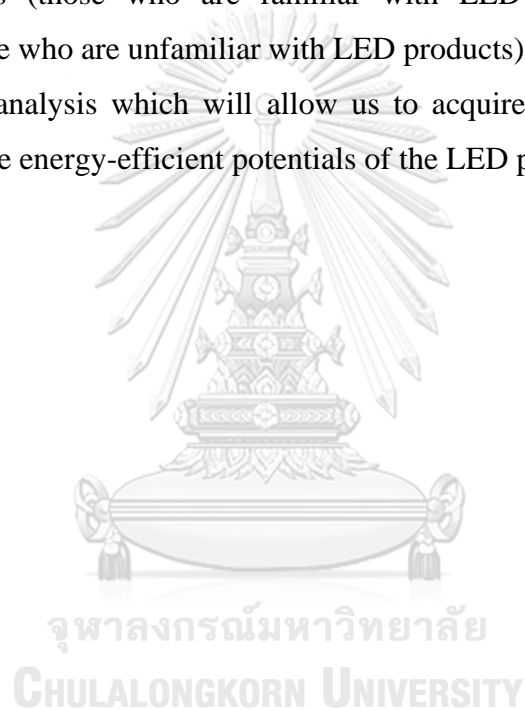 s (those who are familiar with LED
e who are unfamiliar with LED products)
analysis which will allow us to acquire
e energy-efficient potentials of the LED p
จุฬาลงกรณ์มหาวิทยาลัย
CHULALONGKORN UNIVERSITY